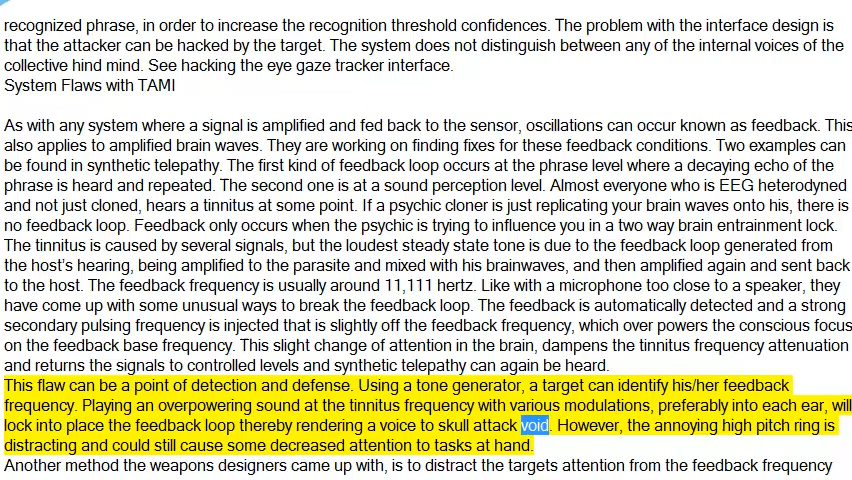 recognized phrase, in order to increase the recognition threshold confidences. The problem with the interface design is
that the attacker can be hacked by the target. The system does not distinguish between any of the internal voices of the
collective hind mind. See hacking the eye gaze tracker interface.
System Flaws with TAMI
As with any system where a signal is amplified and fed back to the sensor, oscillations can occur known as feedback. This
also applies to amplified brain waves. They are working on finding fixes for these feedback conditions. Two examples can
be found in synthetic telepathy. The first kind of feedback loop occurs at the phrase level where a decaying echo of the
phrase is heard and repeated. The second one is at a sound perception level. Almost everyone who is EEG heterodyned
and not just cloned, hears a tinnitus at some point. If a psychic cloner is just replicating your brain waves onto his, there is
no feedback loop. Feedback only occurs when the psychic is trying to influence you in a two way brain entrainment lock.
The tinnitus is caused by several signals, but the loudest steady state tone is due to the feedback loop generated from
the host's hearing, being amplified to the parasite and mixed with his brainwaves, and then amplified again and sent back
to the host. The feedback frequency is usually around 11,111 hertz. Like with a microphone too close to a speaker, they
have come up with some unusual ways to break the feedback loop. The feedback is automatically detected and a strong
secondary pulsing frequency is injected that is slightly off the feedback frequency, which over powers the conscious focus
on the feedback base frequency. This slight change of attention in the brain, dampens the tinnitus frequency attenuation
and returns the signals to controlled levels and synthetic telepathy can again be heard.
This flaw can be a point of detection and defense. Using a tone generator, a target can identify his/her feedback
frequency. Playing an overpowering sound at the tinnitus frequency with various modulations, preferably into each ear, will
lock into place the feedback loop thereby rendering a voice to skull attack void. However, the annoying high pitch ring is
distracting and could still cause some decreased attention to tasks at hand.
Another method the weapons designers came up with, is to distract the targets attention from the feedback frequency